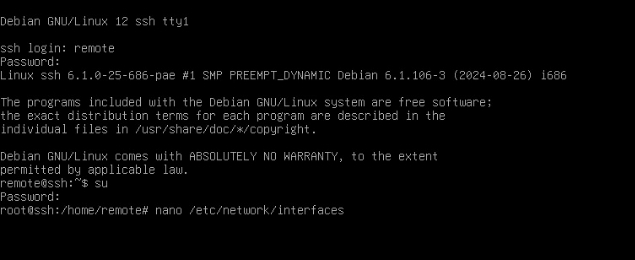 Debian GNU/Linux 12 ssh tty1
ssh login: remote
Password:
Linux ssh 6.1.0-25-686-pae #1 SMP PREEMPT_DYNAMIC Debian 6.1.106-3 (2024-08-26) i686
The programs included with the Debian GNU/Linux system are free software;
the exact distribution terms for each program are described in the
individual files in /usr/share/doc/*/copyright.
Debian GNU/Linux comes with ABSOLUTELY NO WARRANTY, to the extent
permitted by applicable law.
remote@ssh:~$ su
Password:
root@ssh:/home/remote# nano /etc/network/interfaces